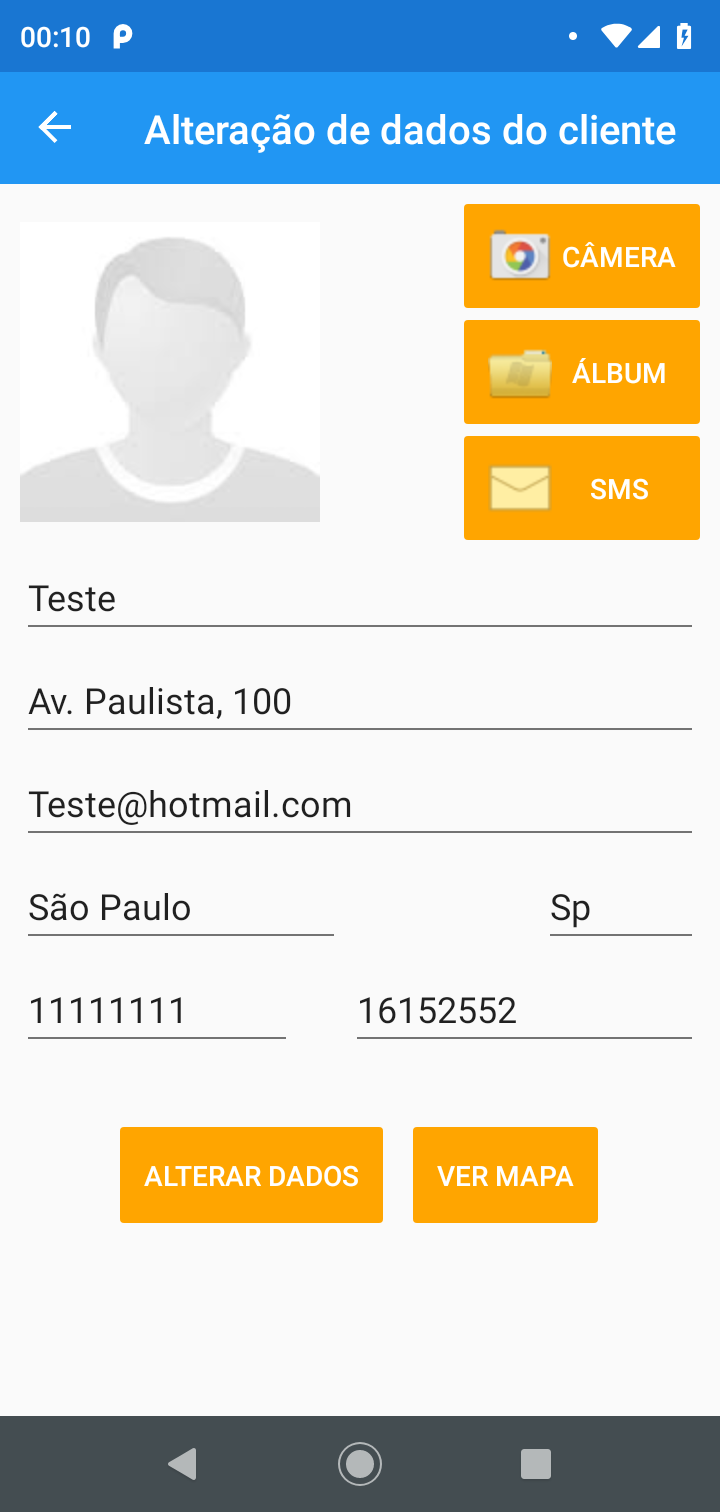 00:10
Alteração de dados do cliente
CÂMERA
ÁLBUM
SMS
Teste
Av. Paulista, 100
Teste@hotmail.com
São Paulo Sp
11111111 16152552
ALTERAR DADOS VER MAPA